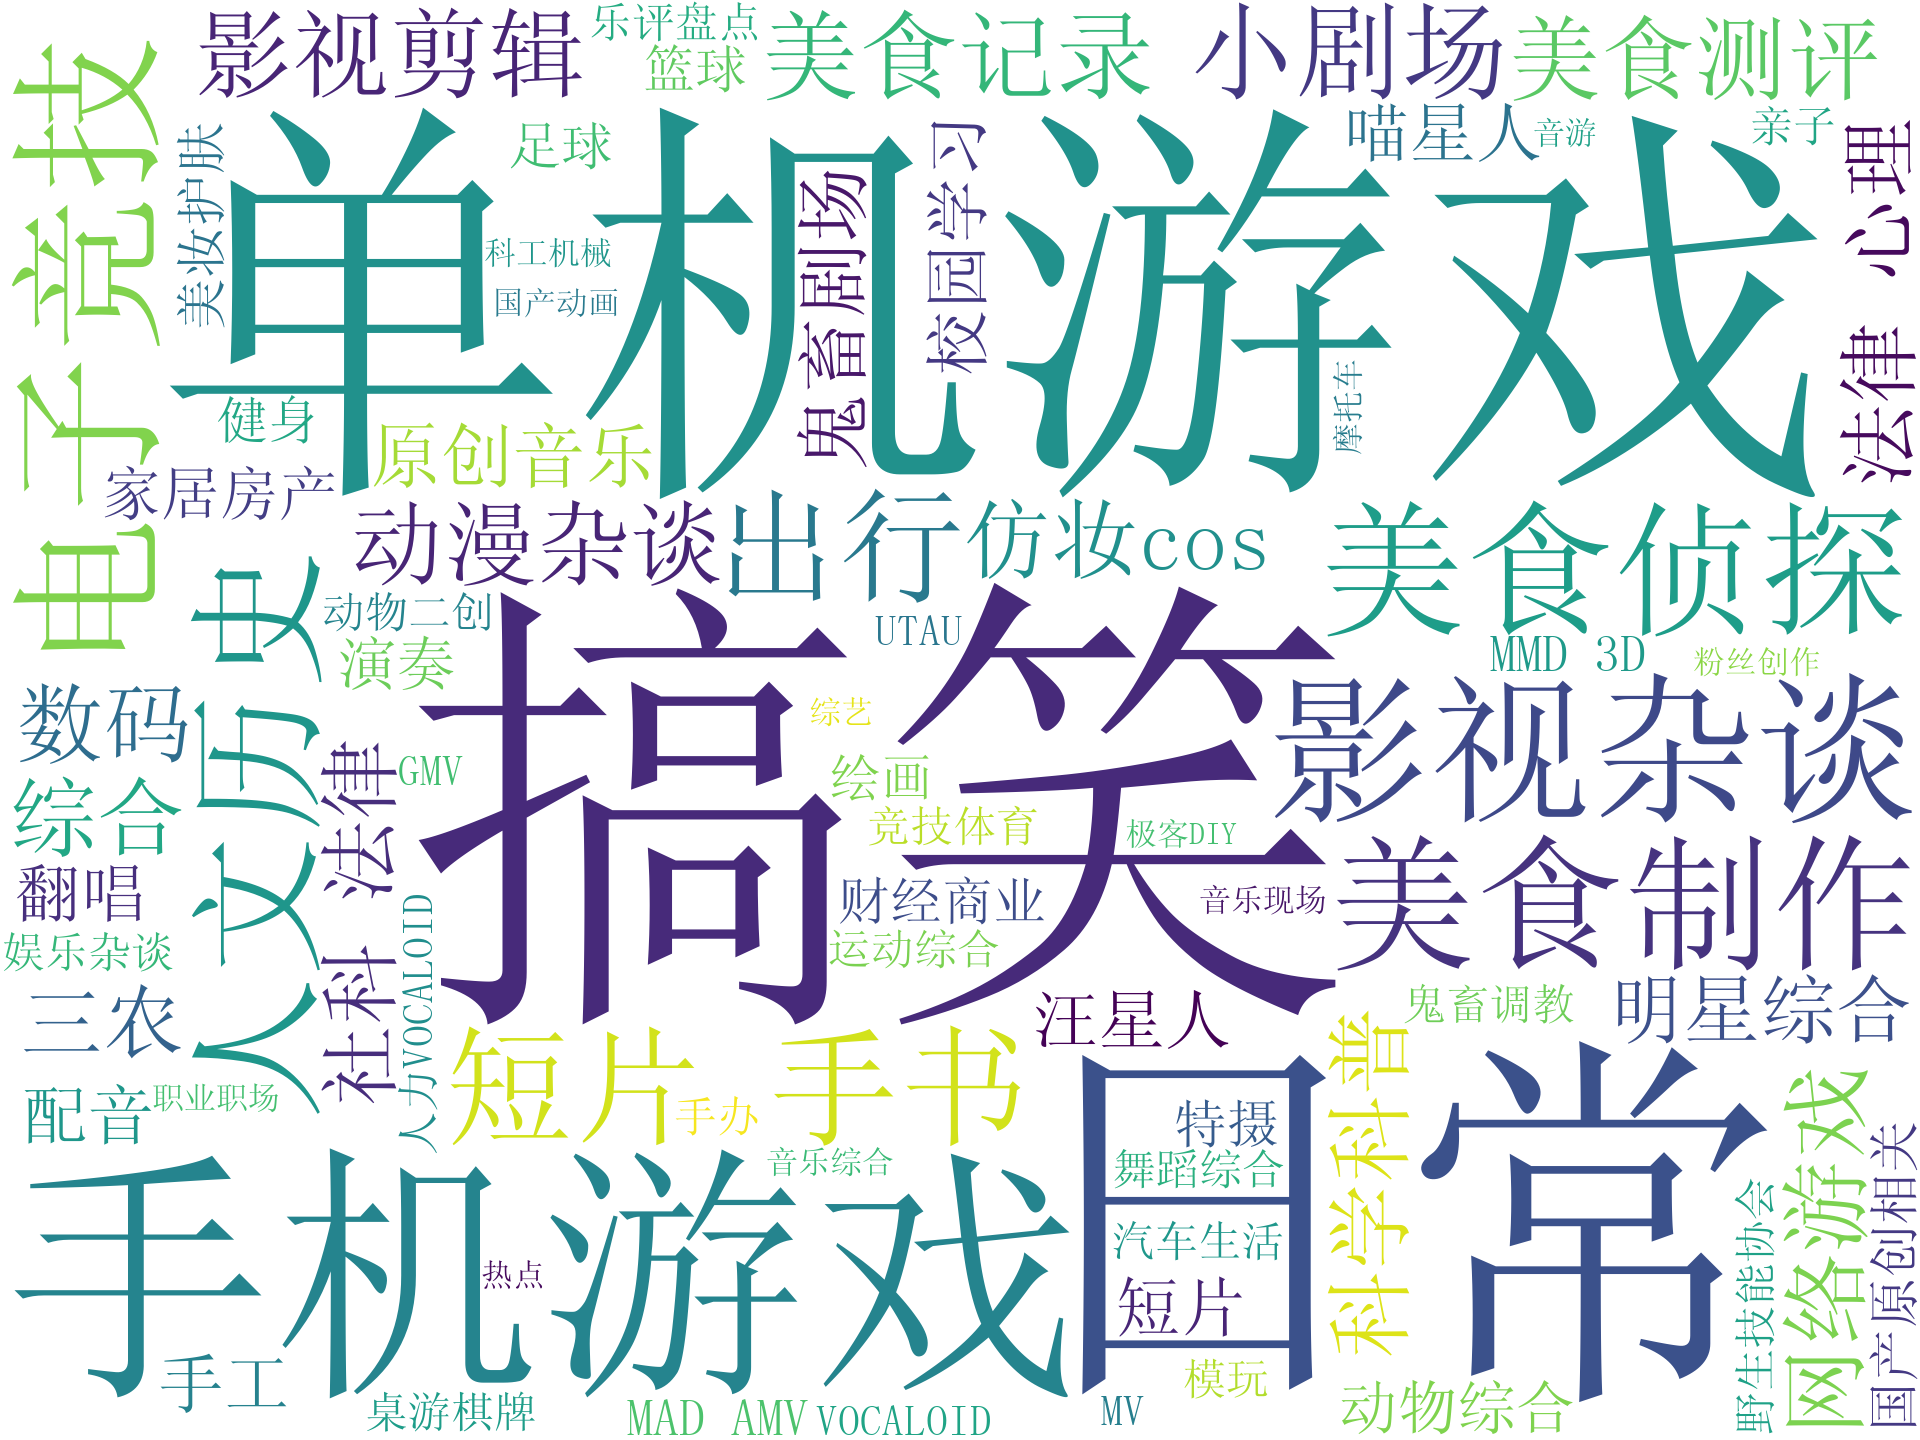 影视剪辑
乐评盘点
篮球
美食记录
小剧场
美食测评
电子竞技
单机游戏
足球
喵星人
音游
亲子
美妆护肤
科工机械
国产动画
鬼畜剧场
校园学习
摩托车
社科 法律 心理
健身
原创音乐
家居房产
动漫杂谈
出行
仿妆cos
美食侦探
人文历史
动物二创
演奏
搞笑
UTAU
MMD 3D
粉丝创作
数码
综合
GMV
综艺
绘画
竞技体育
极客DIY
影视杂谈
翻唱
财经商业
音乐现场
美食制作
娱乐杂谈
运动综合
三农
人力VOCALOID
汪星人
鬼畜调教
明星综合
配音
职业职场
短片 手书
手办
日常
特摄
舞蹈综合
科学科普
音乐综合
手机游戏
汽车生活
短片
热点
网络游戏
野生技能协会
国产原创相关
手工
桌游棋牌
MAD AMV
VOCALOID
MV
模玩
动物综合